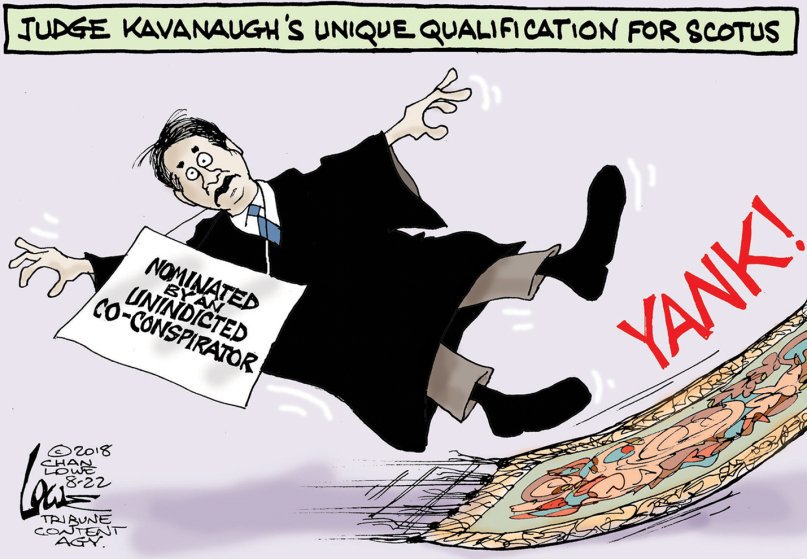 JUDGE KAVANAUGH'S UNIQUE QUALIFICATION FOR SCOTUS
NOMINATED
BY AN
UNINDICTED
CO-CONSPIRATOR
YANK!
©2018
CHAN
LOWE
8-22
LOWE
TRIBUNE
CONTENT
AGY.